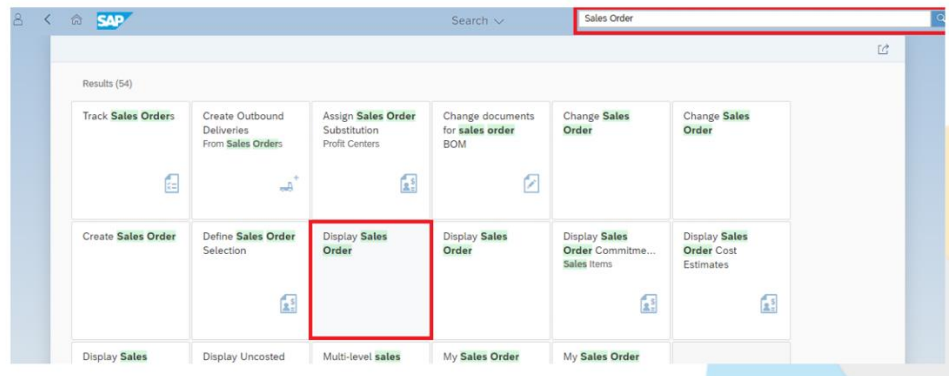 SAP
Search
Sales Order
Results (54)
Track Sales Orders
Create Outbound
Deliveries
From Sales Orders
Assign Sales Order
Substitution
Profit Centers
Change documents
for sales order
BOM
Change Sales
Order
Change Sales
Order
Create Sales Order
Define Sales Order
Selection
Display Sales
Order
Display Sales
Order
Display Sales
Order Commitme...
Sales Items
Display Sales
Order Cost
Estimates
Display Sales
Display Uncosted
Multi-level sales
My Sales Order
My Sales Order